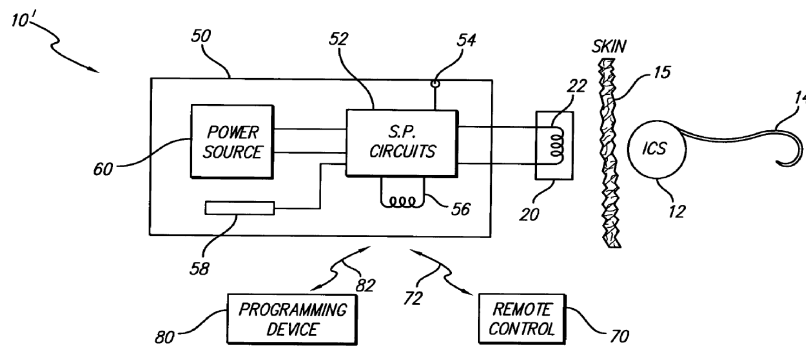 10'
50
52
54
SKIN
15
22
14
POWER
SOURCE
S.P.
CIRCUITS
ICS
60
56
20
12
58
82
72
80
PROGRAMMING
DEVICE
REMOTE
CONTROL
70